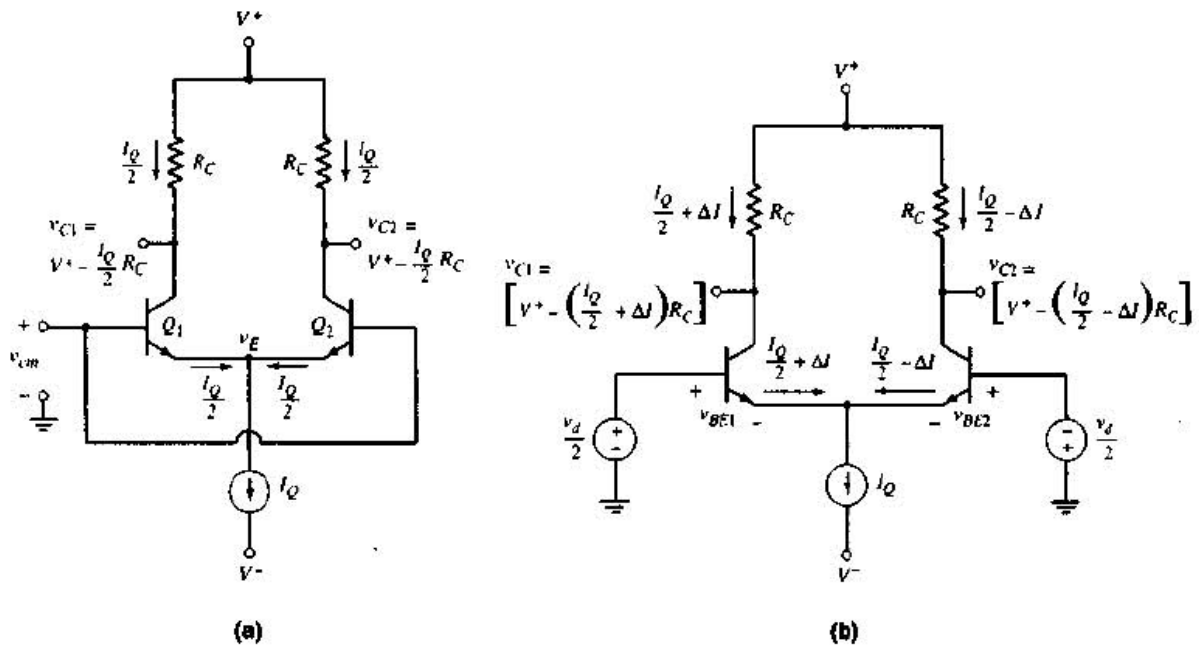 V⁺
I_Q/2
R_C
R_C
I_Q/2
v_C1 =
V⁺ − I_Q/2 R_C
v_C2 =
V⁺ − I_Q/2 R_C
+
v_cm
−
Q₁
Q₂
v_E
I_Q/2
I_Q/2
I_Q
V⁻
(a)
V⁺
I_Q/2 + ΔI
R_C
R_C
I_Q/2 − ΔI
v_C1 =
[V⁺ − (I_Q/2 + ΔI)R_C]
v_C2 =
[V⁺ − (I_Q/2 − ΔI)R_C]
I_Q/2 + ΔI
I_Q/2 − ΔI
+
v_BE1
−
−
v_BE2
+
v_d/2
+
−
−
+
v_d/2
I_Q
V⁻
(b)